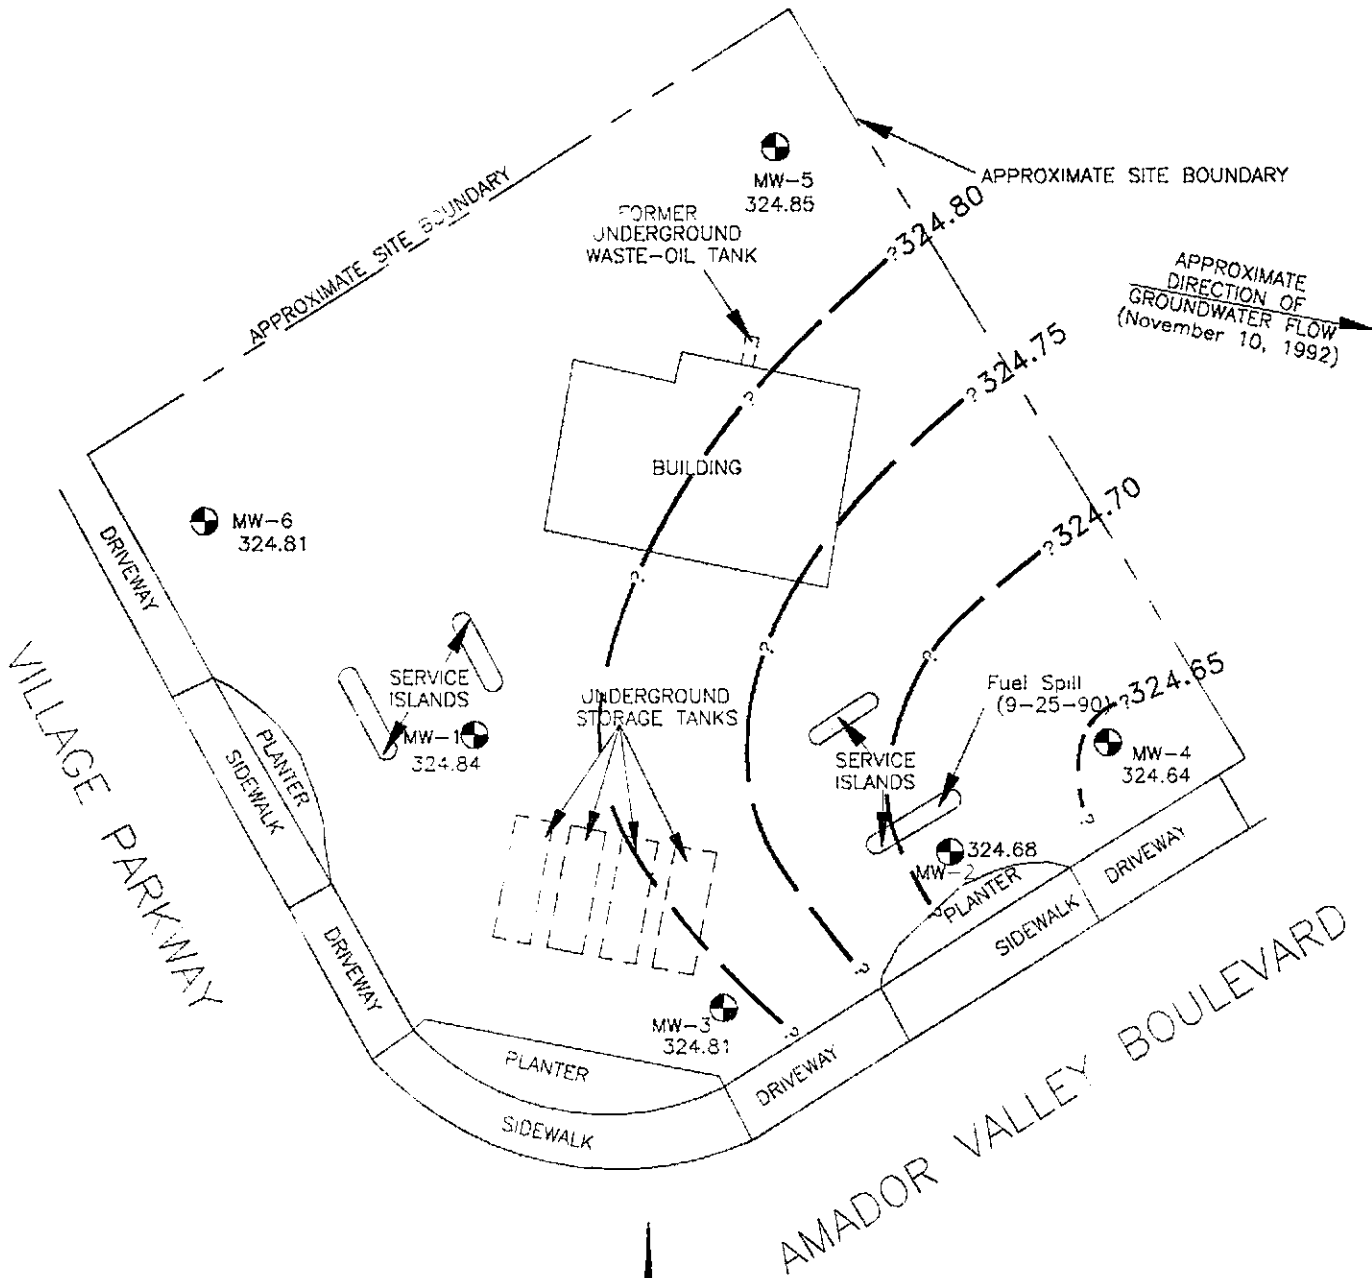 APPROXIMATE SITE BOUNDARY
MW-5
324.85
APPROXIMATE SITE BOUNDARY
FORMER
UNDERGROUND
WASTE-OIL TANK
?324.80
APPROXIMATE
DIRECTION OF
GROUNDWATER FLOW
(November 10, 1992)
?324.75
?
BUILDING
MW-6
324.81
DRIVEWAY
?324.70
?
?
?
SERVICE
ISLANDS
UNDERGROUND
STORAGE TANKS
Fuel Spill
(9-25-90)
?324.65
VILLAGE PARKWAY
PLANTER
SIDEWALK
MW-1
324.84
SERVICE
ISLANDS
MW-4
324.64
?
324.68
MW-2
PLANTER
DRIVEWAY
SIDEWALK
?
?
DRIVEWAY
MW-3
324.81
?
PLANTER
DRIVEWAY
SIDEWALK
AMADOR VALLEY BOULEVARD